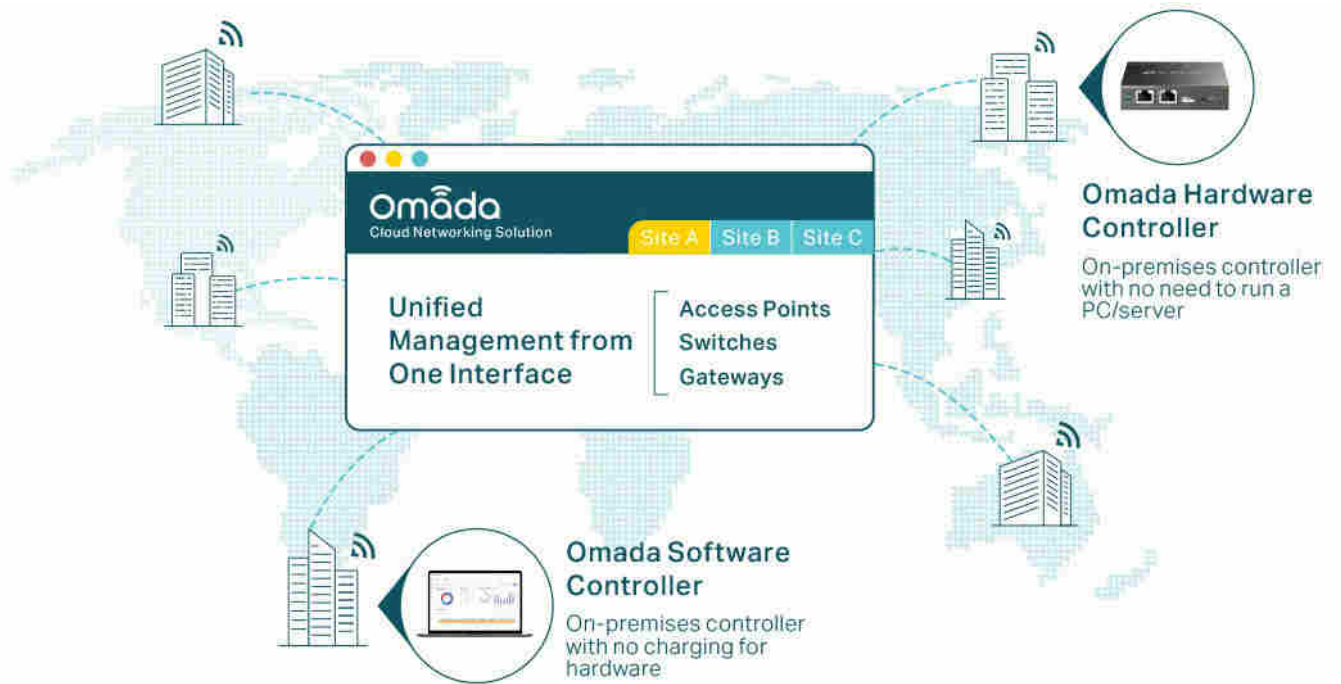 Omada
Cloud Networking Solution
Site A
Site B
Site C
Unified
Management from
One Interface
Access Points
Switches
Gateways
Omada Hardware
Controller
On-premises controller
with no need to run a
PC/server
Omada Software
Controller
On-premises controller
with no charging for
hardware